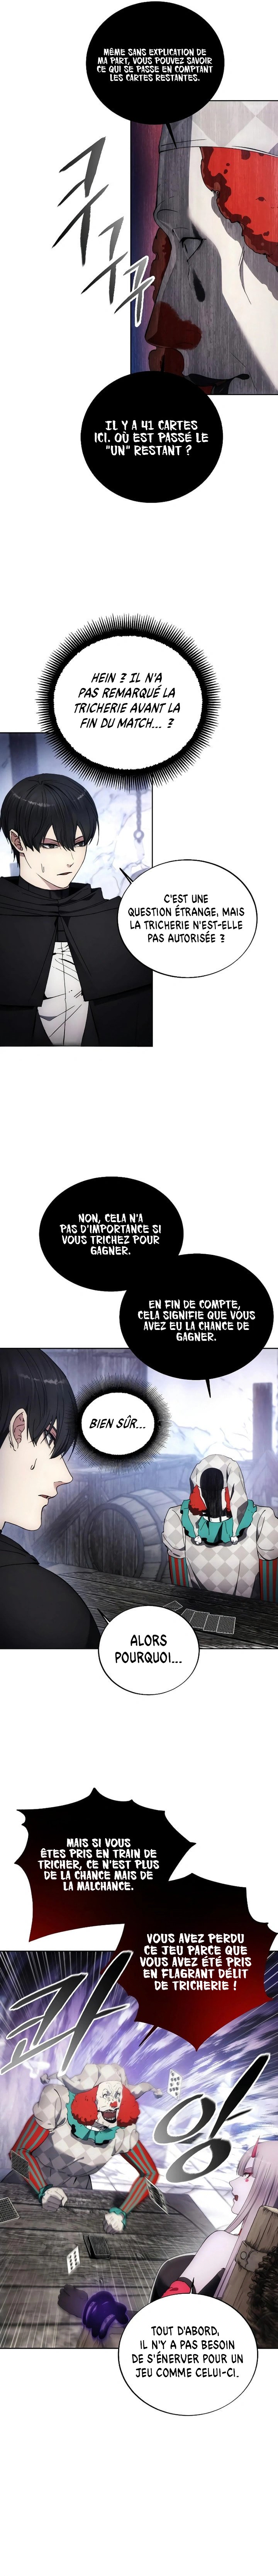 MÊME SANS EXPLICATION DE
MA PART, VOUS POUVEZ SAVOIR
CE QUI SE PASSE EN COMPTANT
LES CARTES RESTANTES.
IL Y A 41 CARTES
ICI. OÙ EST PASSÉ LE
"UN" RESTANT ?
HEIN ? IL N'A
PAS REMARQUÉ LA
TRICHERIE AVANT LA
FIN DU MATCH... ?
C'EST UNE
QUESTION ÉTRANGE, MAIS
LA TRICHERIE N'EST-ELLE
PAS AUTORISÉE ?
NON, CELA N'A
PAS D'IMPORTANCE SI
VOUS TRICHEZ POUR
GAGNER.
EN FIN DE COMPTE,
CELA SIGNIFIE QUE VOUS
AVEZ EU LA CHANCE DE
GAGNER.
BIEN SÛR...
ALORS
POURQUOI...
MAIS SI VOUS
ÊTES PRIS EN TRAIN DE
TRICHER, CE N'EST PLUS
DE LA CHANCE MAIS DE
LA MALCHANCE.
VOUS AVEZ PERDU
CE JEU PARCE QUE
VOUS AVEZ ÉTÉ PRIS
EN FLAGRANT DÉLIT
DE TRICHERIE !
콰
앙
TOUT D'ABORD,
IL N'Y A PAS BESOIN
DE S'ÉNERVER POUR UN
JEU COMME CELUI-CI.